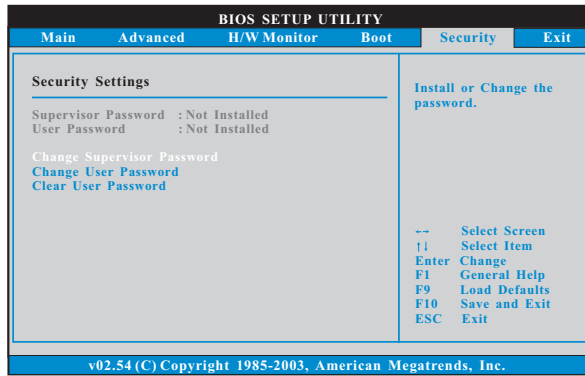 BIOS SETUP UTILITY
Main Advanced H/W Monitor Boot Security Exit
Security Settings
Supervisor Password : Not Installed
User Password : Not Installed
Change Supervisor Password
Change User Password
Clear User Password
Install or Change the
password.
←→ Select Screen
↑↓ Select Item
Enter Change
F1 General Help
F9 Load Defaults
F10 Save and Exit
ESC Exit
v02.54 (C) Copyright 1985-2003, American Megatrends, Inc.